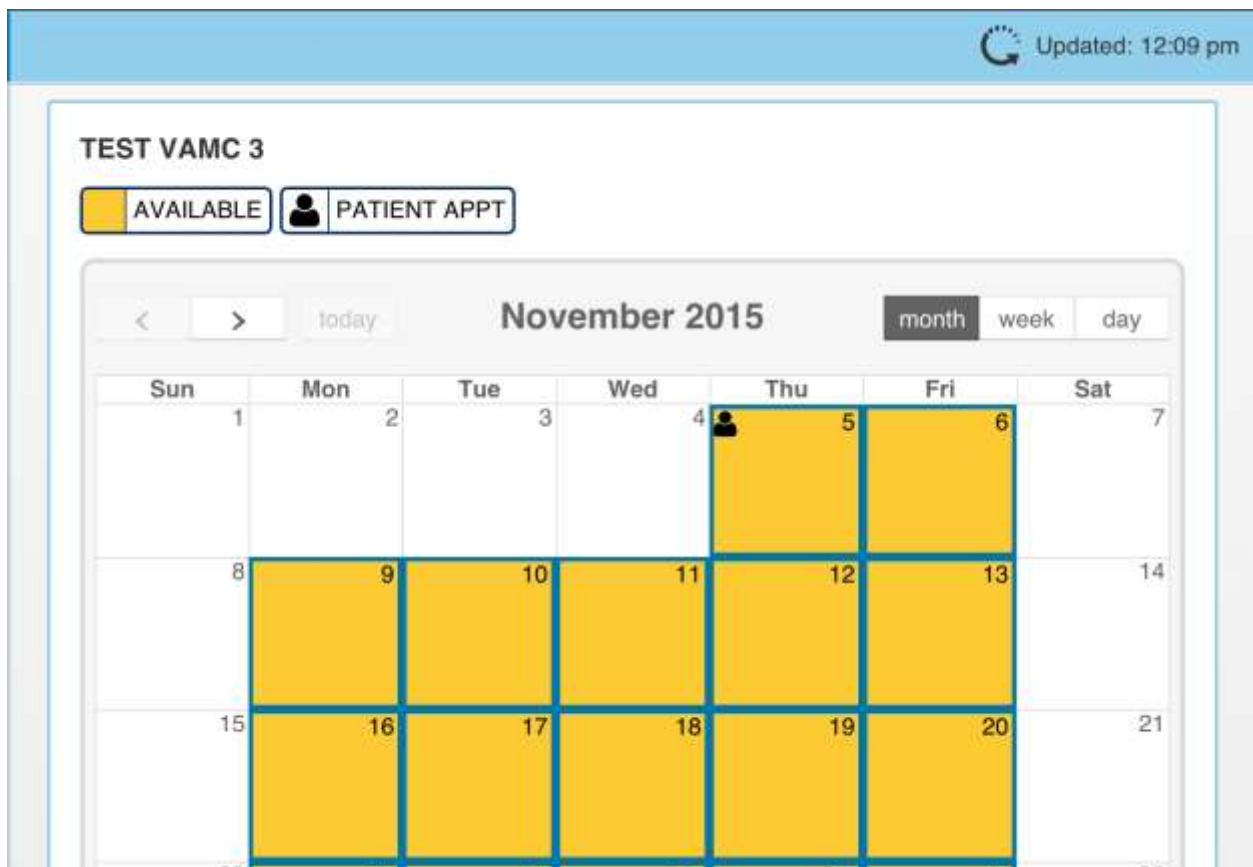 Updated: 12:09 pm
TEST VAMC 3
AVAILABLE PATIENT APPT
< > today November 2015 month week day
Sun Mon Tue Wed Thu Fri Sat
1 2 3 4 5 6 7
8 9 10 11 12 13 14
15 16 17 18 19 20 21